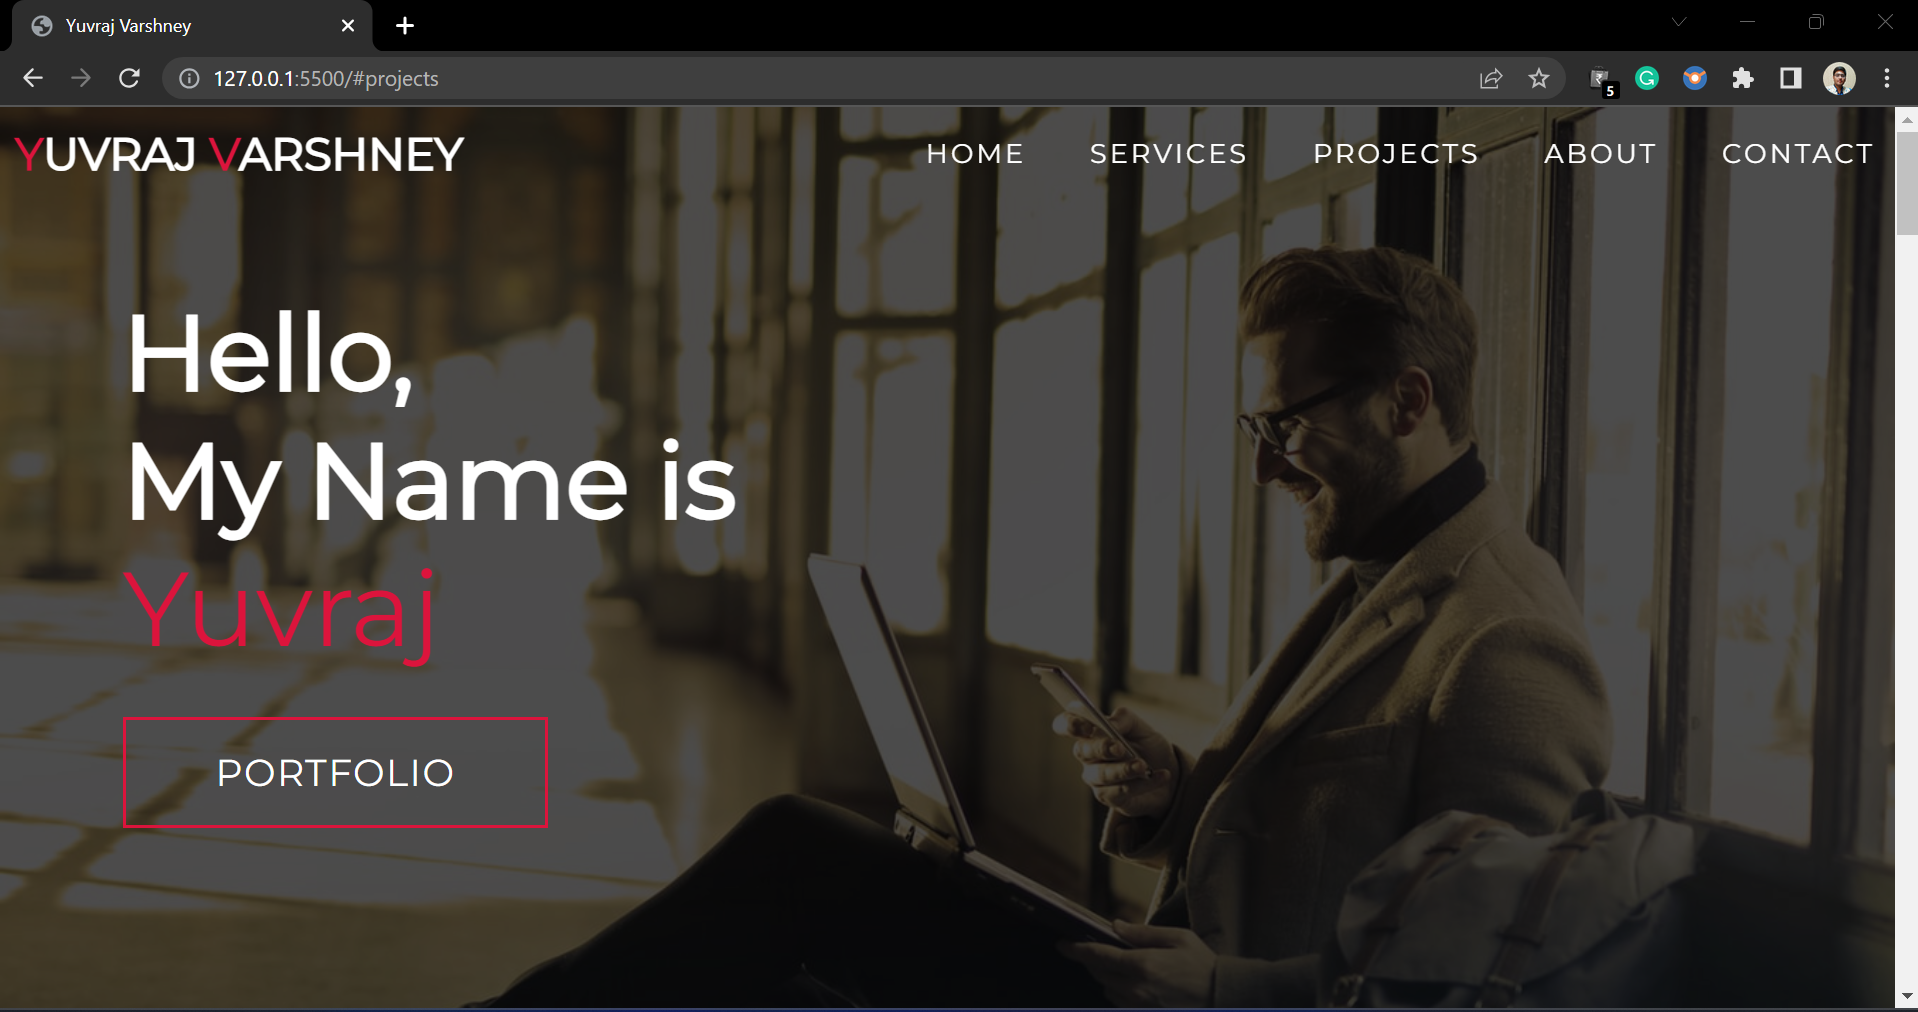 Yuvraj Varshney
127.0.0.1:5500/#projects
5
YUVRAJ VARSHNEY
HOME SERVICES PROJECTS ABOUT CONTACT
Hello,
My Name is
Yuvraj
PORTFOLIO